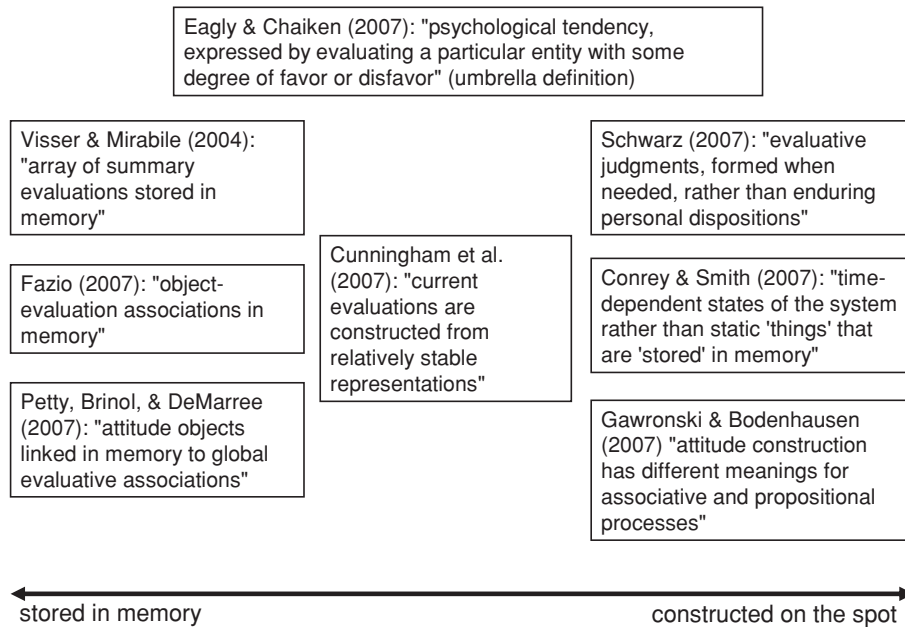 Eagly & Chaiken (2007): "psychological tendency,
expressed by evaluating a particular entity with some
degree of favor or disfavor" (umbrella definition)
Visser & Mirabile (2004):
"array of summary
evaluations stored in
memory"
Fazio (2007): "object-
evaluation associations in
memory"
Petty, Brinol, & DeMarree
(2007): "attitude objects
linked in memory to global
evaluative associations"
Cunningham et al.
(2007): "current
evaluations are
constructed from
relatively stable
representations"
Schwarz (2007): "evaluative
judgments, formed when
needed, rather than enduring
personal dispositions"
Conrey & Smith (2007): "time-
dependent states of the system
rather than static 'things' that
are 'stored' in memory"
Gawronski & Bodenhausen
(2007) "attitude construction
has different meanings for
associative and propositional
processes"
stored in memory
constructed on the spot